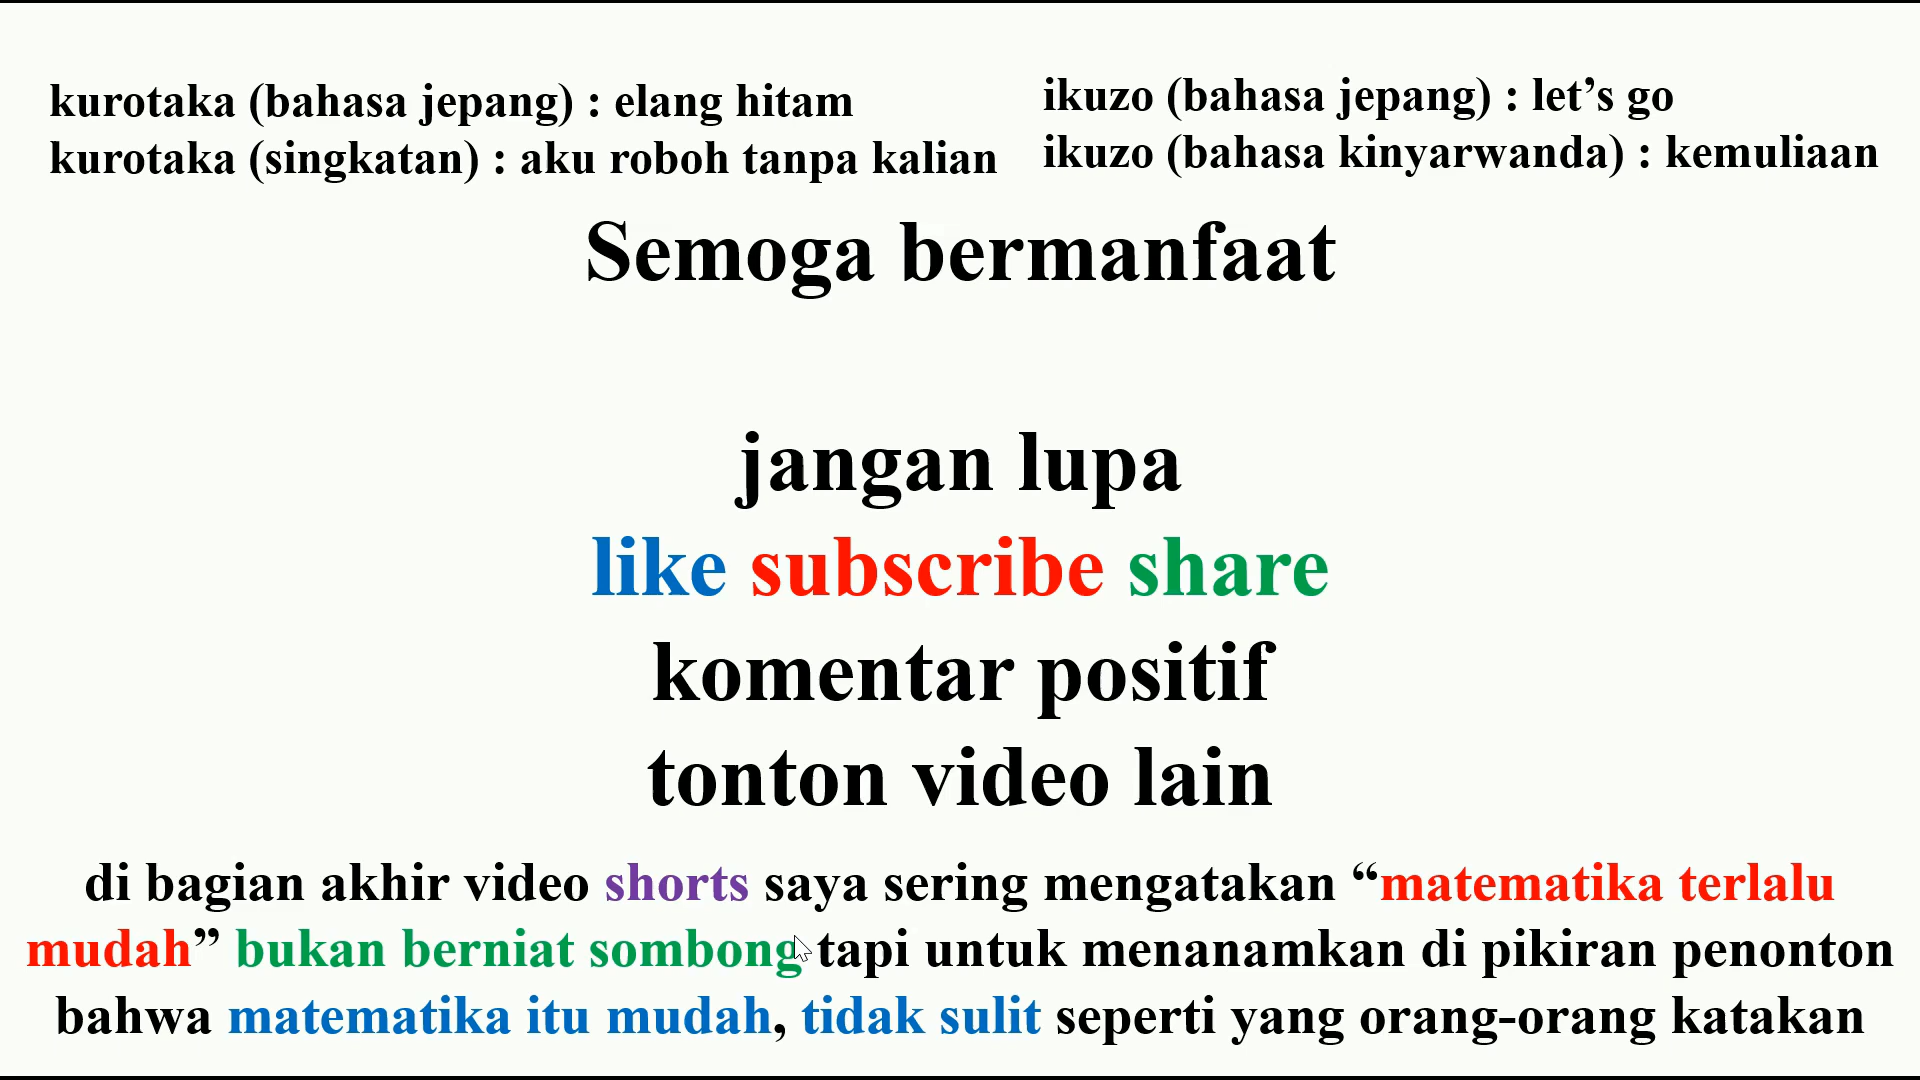 kurotaka (bahasa jepang) : elang hitam
kurotaka (singkatan) : aku roboh tanpa kalian
ikuzo (bahasa jepang) : let’s go
ikuzo (bahasa kinyarwanda) : kemuliaan
Semoga bermanfaat
jangan lupa
like subscribe share
komentar positif
tonton video lain
di bagian akhir video shorts saya sering mengatakan “matematika terlalu
mudah” bukan berniat sombong tapi untuk menanamkan di pikiran penonton
bahwa matematika itu mudah, tidak sulit seperti yang orang-orang katakan